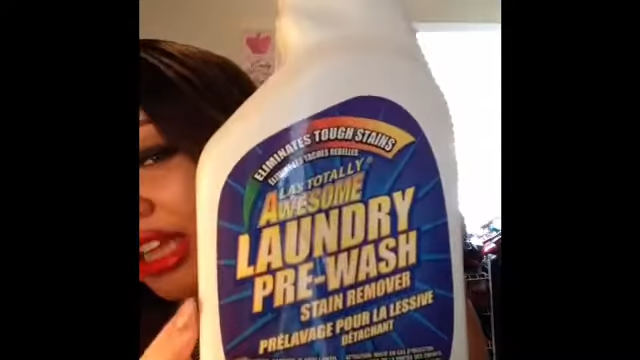 ELIMINATES TOUGH STAINS
LA'S TOTALLY
AWESOME
LAUNDRY
PRE-WASH
STAIN REMOVER
PRÉLAVAGE POUR LA LESSIVE
DÉTACHANT